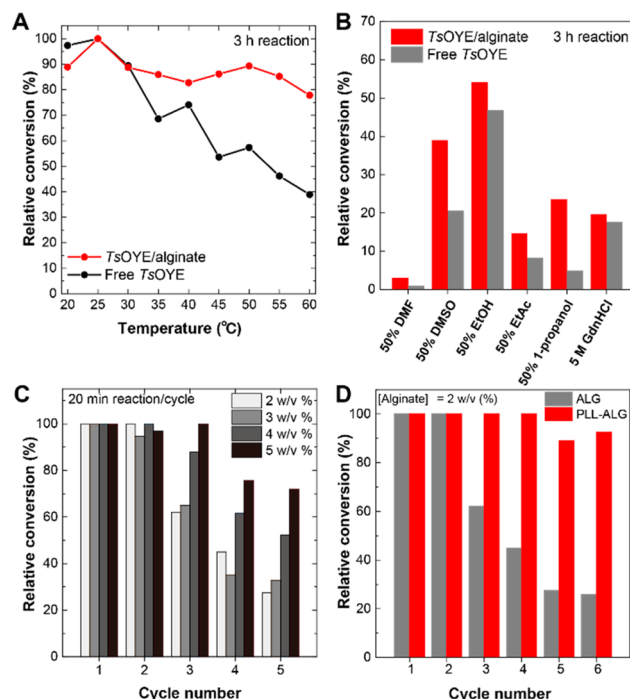 A
3 h reaction
Relative conversion (%)
100
90
80
70
60
50
40
30
20
10
0
TsOYE/alginate
Free TsOYE
20 25 30 35 40 45 50 55 60
Temperature (°C)
B
TsOYE/alginate
Free TsOYE
3 h reaction
Relative conversion (%)
70
60
50
40
30
20
10
0
50% DMF
50% DMSO
50% EtOH
50% EtAc
50% 1-propanol
5 M GdnHCl
C
20 min reaction/cycle
2 w/v %
3 w/v %
4 w/v %
5 w/v %
Relative conversion (%)
100
80
60
40
20
0
1 2 3 4 5
Cycle number
D
[Alginate] = 2 w/v (%)
ALG
PLL-ALG
Relative conversion (%)
100
80
60
40
20
0
1 2 3 4 5 6
Cycle number